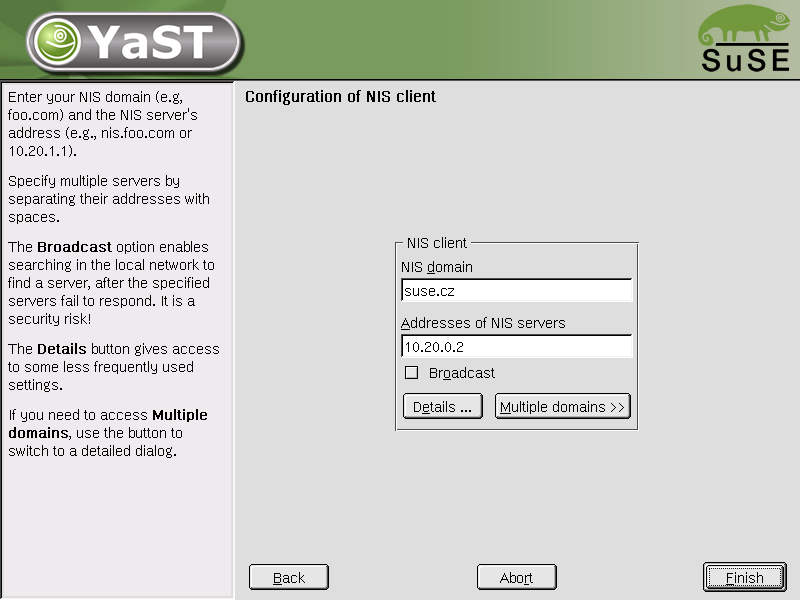 YaST
SuSE
Enter your NIS domain (e.g,
foo.com) and the NIS server's
address (e.g., nis.foo.com or
10.20.1.1).
Specify multiple servers by
separating their addresses with
spaces.
The Broadcast option enables
searching in the local network to
find a server, after the specified
servers fail to respond. It is a
security risk!
The Details button gives access
to some less frequently used
settings.
If you need to access Multiple
domains, use the button to
switch to a detailed dialog.
Configuration of NIS client
NIS client
NIS domain
suse.cz
Addresses of NIS servers
10.20.0.2
Broadcast
Details ...
Multiple domains >>
Back
Abort
Finish